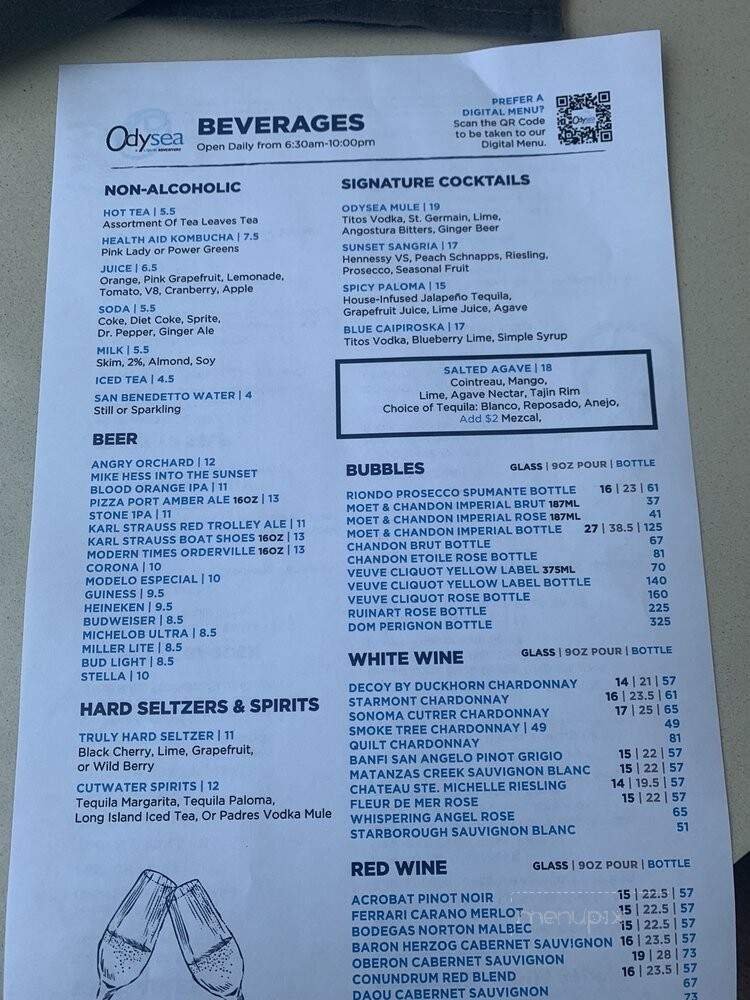 Odysea
BEVERAGES
Open Daily from 6:30am-10:00pm
PREFER A
DIGITAL MENU?
Scan the QR Code
to be taken to our
Digital Menu.
NON-ALCOHOLIC
HOT TEA | 5.5
Assortment Of Tea Leaves Tea
HEALTH AID KOMBUCHA | 7.5
Pink Lady or Power Greens
JUICE | 6.5
Orange, Pink Grapefruit, Lemonade,
Tomato, V8, Cranberry, Apple
SODA | 5.5
Coke, Diet Coke, Sprite,
Dr. Pepper, Ginger Ale
MILK | 5.5
Skim, 2%, Almond, Soy
ICED TEA | 4.5
SAN BENEDETTO WATER | 4
Still or Sparkling
BEER
ANGRY ORCHARD | 12
MIKE HESS INTO THE SUNSET
BLOOD ORANGE IPA | 11
PIZZA PORT AMBER ALE 16OZ | 13
STONE IPA | 11
KARL STRAUSS RED TROLLEY ALE | 11
KARL STRAUSS BOAT SHOES 16OZ | 13
MODERN TIMES ORDERVILLE 16OZ | 13
CORONA | 10
MODELO ESPECIAL | 10
GUINESS | 9.5
HEINEKEN | 9.5
BUDWEISER | 8.5
MICHELOB ULTRA | 8.5
MILLER LITE | 8.5
BUD LIGHT | 8.5
STELLA | 10
HARD SELTZERS & SPIRITS
TRULY HARD SELTZER | 11
Black Cherry, Lime, Grapefruit,
or Wild Berry
CUTWATER SPIRITS | 12
Tequila Margarita, Tequila Paloma,
Long Island Iced Tea, Or Padres Vodka Mule
SIGNATURE COCKTAILS
ODYSEA MULE | 19
Titos Vodka, St. Germain, Lime,
Angostura Bitters, Ginger Beer
SUNSET SANGRIA | 17
Hennessy VS, Peach Schnapps, Riesling,
Prosecco, Seasonal Fruit
SPICY PALOMA | 15
House-Infused Jalapeño Tequila,
Grapefruit Juice, Lime Juice, Agave
BLUE CAIPIROSKA | 17
Titos Vodka, Blueberry Lime, Simple Syrup
SALTED AGAVE | 18
Cointreau, Mango,
Lime, Agave Nectar, Tajin Rim
Choice of Tequila: Blanco, Reposado, Anejo,
Add $2 Mezcal,
BUBBLES GLASS | 9OZ POUR | BOTTLE
RIONDO PROSECCO SPUMANTE BOTTLE 16 | 23 | 61
MOET & CHANDON IMPERIAL BRUT 187ML 37
MOET & CHANDON IMPERIAL ROSE 187ML 41
MOET & CHANDON IMPERIAL BOTTLE 27 | 38.5 | 125
CHANDON BRUT BOTTLE 67
CHANDON ETOILE ROSE BOTTLE 81
VEUVE CLIQUOT YELLOW LABEL 375ML 70
VEUVE CLIQUOT YELLOW LABEL BOTTLE 140
VEUVE CLIQUOT ROSE BOTTLE 160
RUINART ROSE BOTTLE 225
DOM PERIGNON BOTTLE 325
WHITE WINE GLASS | 9OZ POUR | BOTTLE
DECOY BY DUCKHORN CHARDONNAY 14 | 21 | 57
STARMONT CHARDONNAY 16 | 23.5 | 61
SONOMA CUTRER CHARDONNAY 17 | 25 | 65
SMOKE TREE CHARDONNAY | 49 49
QUILT CHARDONNAY 81
BANFI SAN ANGELO PINOT GRIGIO 15 | 22 | 57
MATANZAS CREEK SAUVIGNON BLANC 15 | 22 | 57
CHATEAU STE. MICHELLE RIESLING 14 | 19.5 | 57
FLEUR DE MER ROSE 15 | 22 | 57
WHISPERING ANGEL ROSE 65
STARBOROUGH SAUVIGNON BLANC 51
RED WINE GLASS | 9OZ POUR | BOTTLE
ACROBAT PINOT NOIR 15 | 22.5 | 57
FERRARI CARANO MERLOT 15 | 22.5 | 57
BODEGAS NORTON MALBEC 15 | 22.5 | 57
BARON HERZOG CABERNET SAUVIGNON 16 | 23.5 | 57
OBERON CABERNET SAUVIGNON 19 | 28 | 73
CONUNDRUM RED BLEND 16 | 23.5 | 57
DAOU CABERNET SAUVIGNON 67
73
menupix